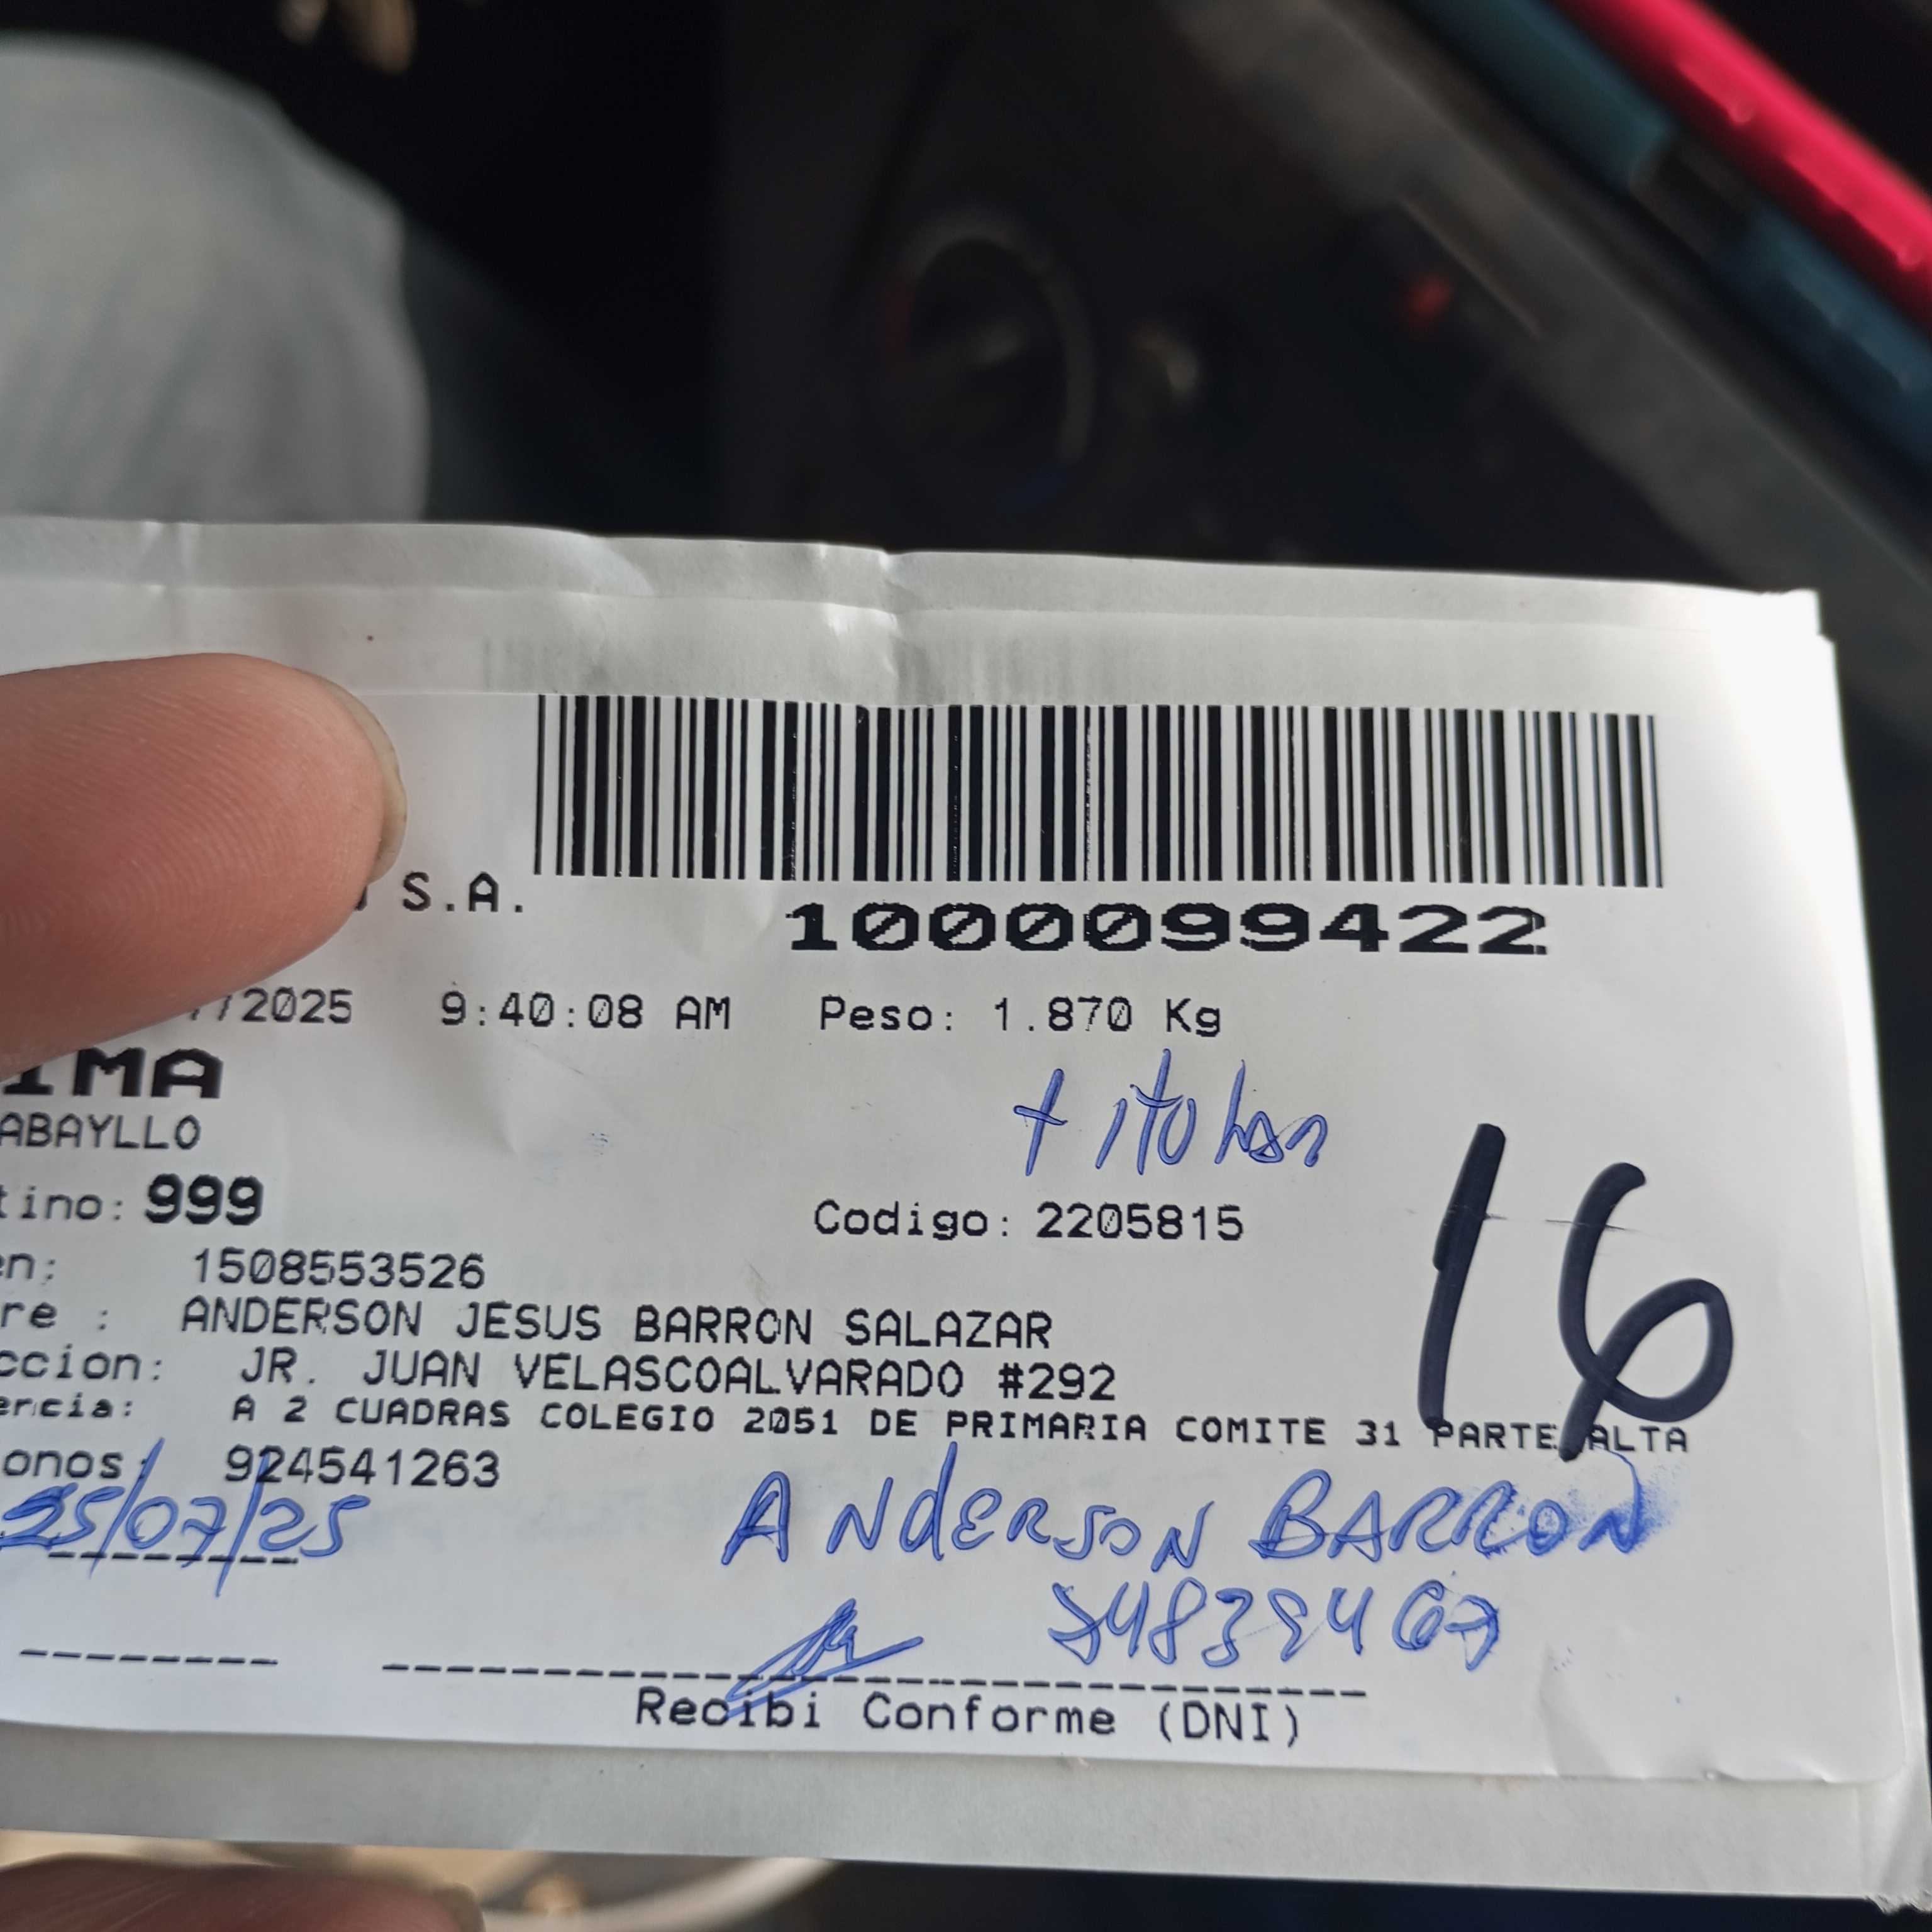 S.A.
1000099422
/2025 9:40:08 AM Peso: 1.870 Kg
IMA
ABAYLLO
titular
tino: 999 Codigo: 2205815
16
en: 1508553526
re : ANDERSON JESUS BARRON SALAZAR
ccion: JR. JUAN VELASCOALVARADO #292
encia: A 2 CUADRAS COLEGIO 2051 DE PRIMARIA COMITE 31 PARTE ALTA
onos: 924541263
25/07/25 ANdERSON BARRON
Recibi Conforme (DNI)